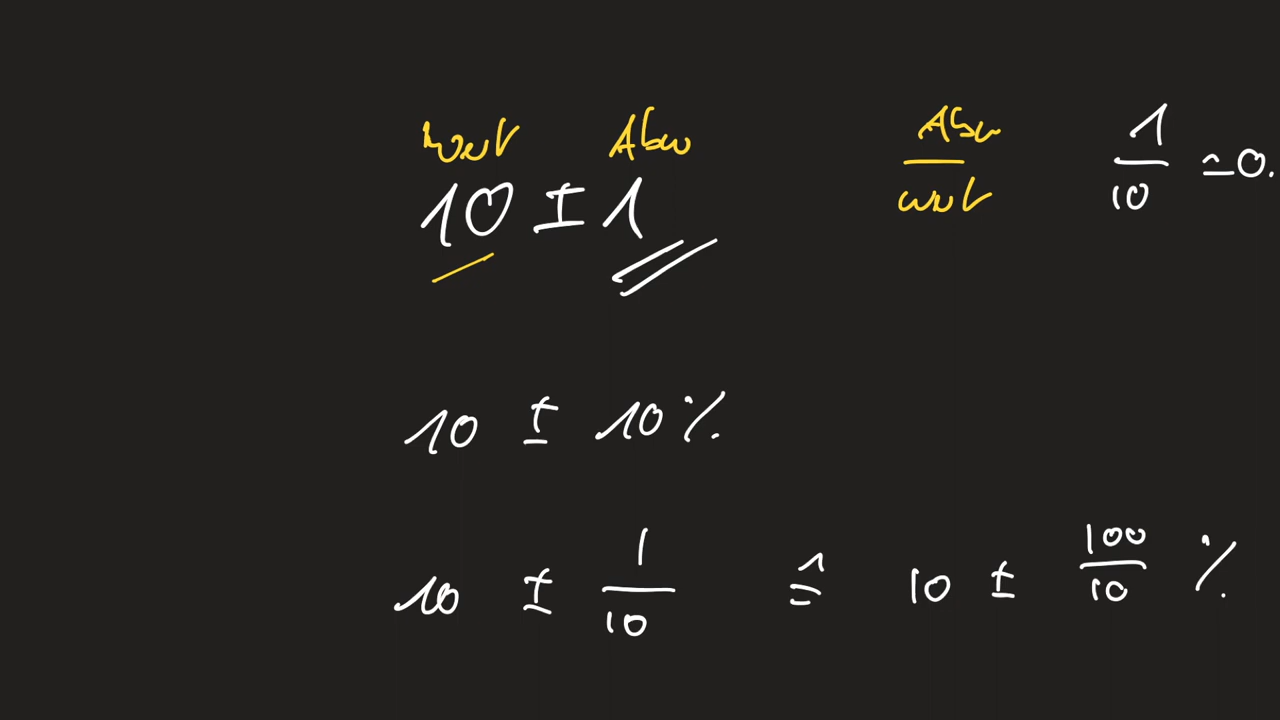 Wert Abw
10 ± 1
Abw / Wert
1/10 ≙ 0.
10 ± 10 %
10 ± 1/10 ≙ 10 ± 100/10 %